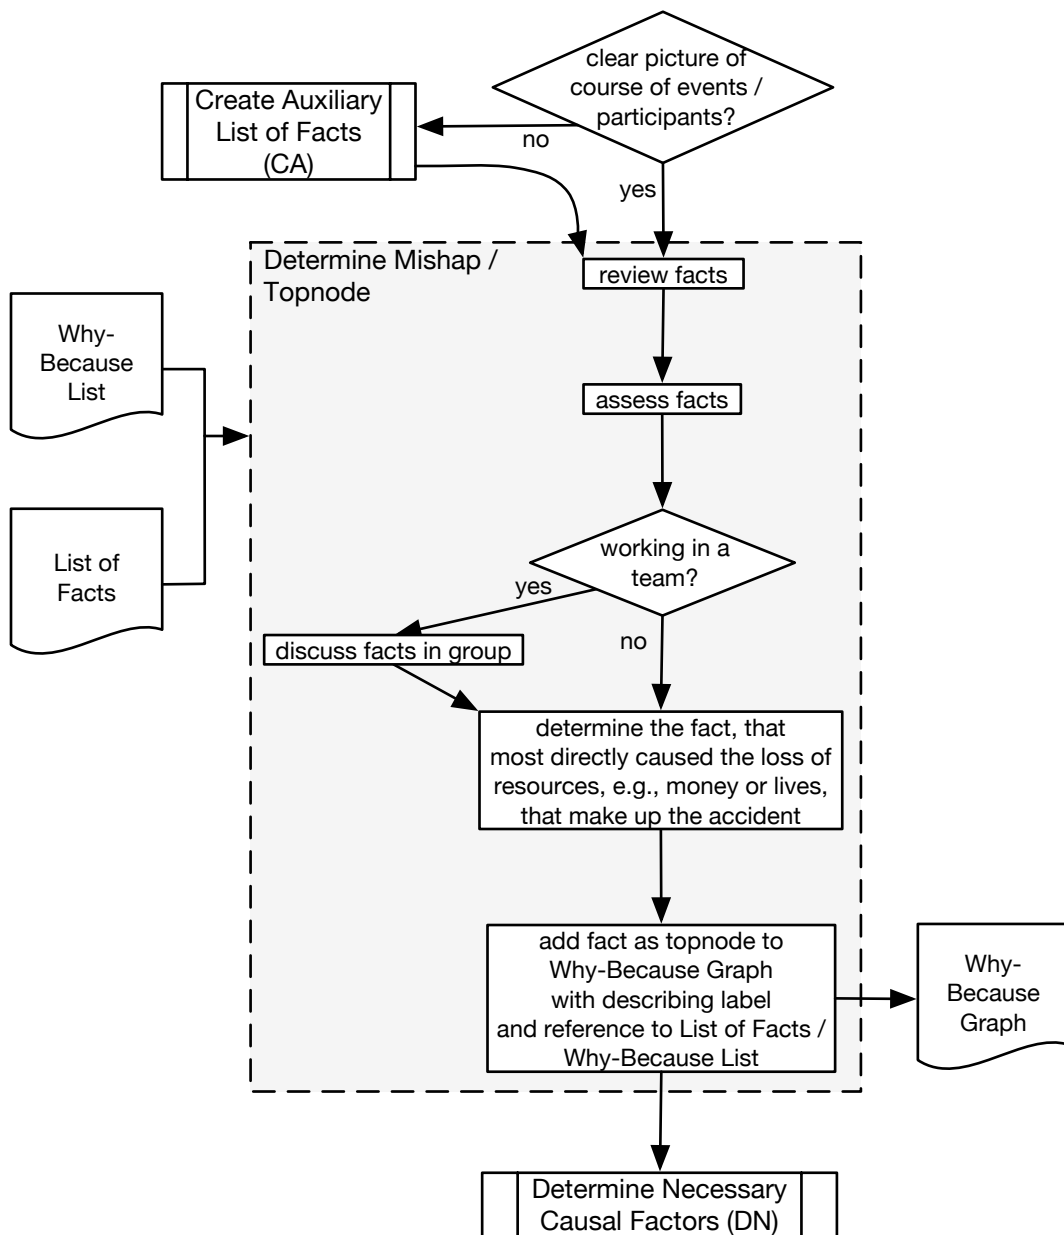 clear picture of
course of events /
participants?
Create Auxiliary
List of Facts
(CA)
no
yes
Determine Mishap /
Topnode
review facts
Why-
Because
List
assess facts
List of
Facts
working in a
team?
yes
no
discuss facts in group
determine the fact, that
most directly caused the loss of
resources, e.g., money or lives,
that make up the accident
add fact as topnode to
Why-Because Graph
with describing label
and reference to List of Facts /
Why-Because List
Why-
Because
Graph
Determine Necessary
Causal Factors (DN)